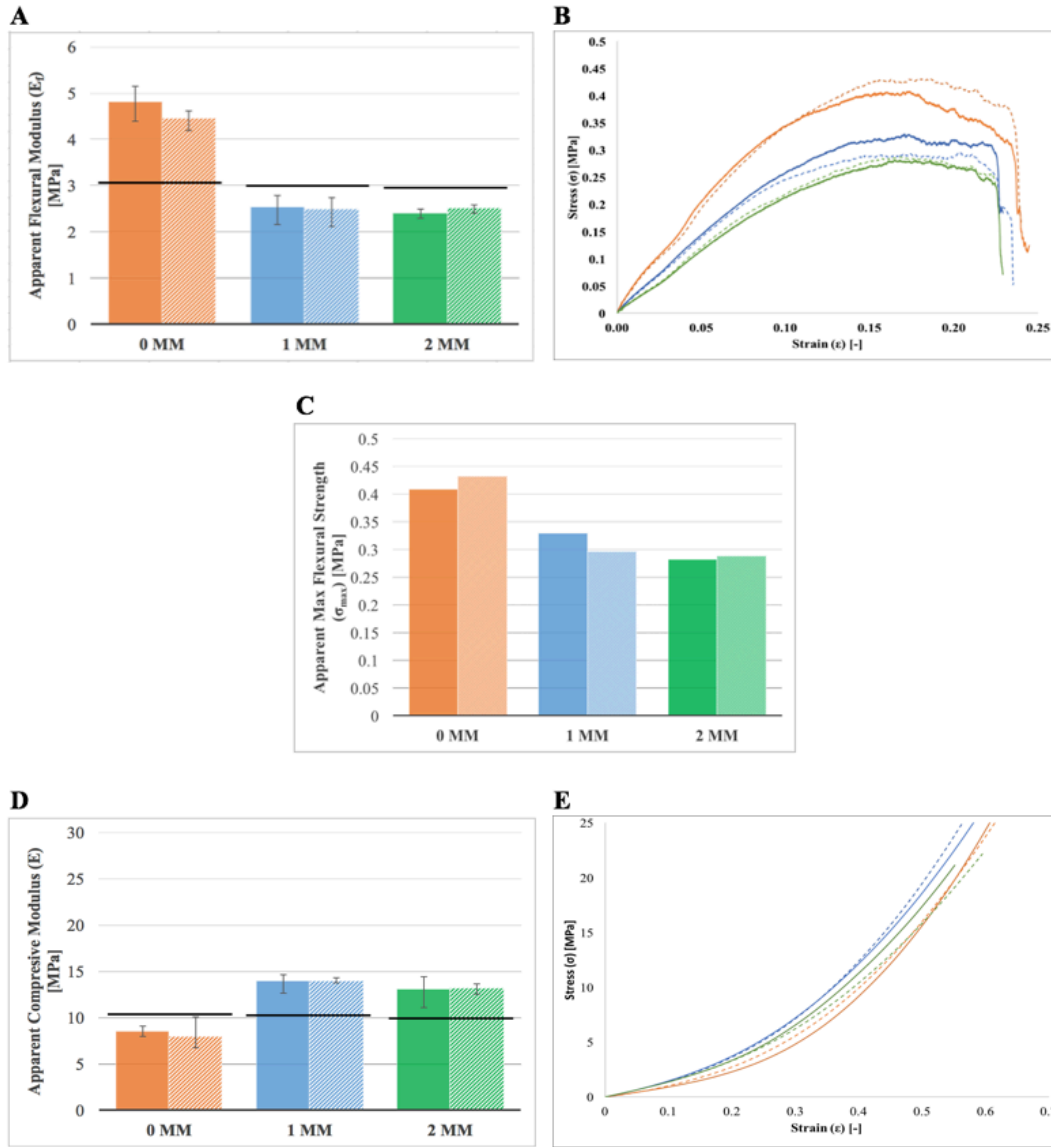 A
Apparent Flexural Modulus (Ef)
[MPa]
6
5
4
3
2
1
0
0 MM 1 MM 2 MM
B
Stress (σ) [MPa]
0.5
0.45
0.4
0.35
0.3
0.25
0.2
0.15
0.1
0.05
0
0.00 0.05 0.10 0.15 0.20 0.25
Strain (ε) [-]
C
Apparent Max Flexural Strength
(σmax) [MPa]
0.5
0.45
0.4
0.35
0.3
0.25
0.2
0.15
0.1
0.05
0
0 MM 1 MM 2 MM
D
Apparent Compresive Modulus (E)
[MPa]
30
25
20
15
10
5
0
0 MM 1 MM 2 MM
E
Stress (σ) [MPa]
25
20
15
10
5
0
0 0.1 0.2 0.3 0.4 0.5 0.6
Strain (ε) [-]